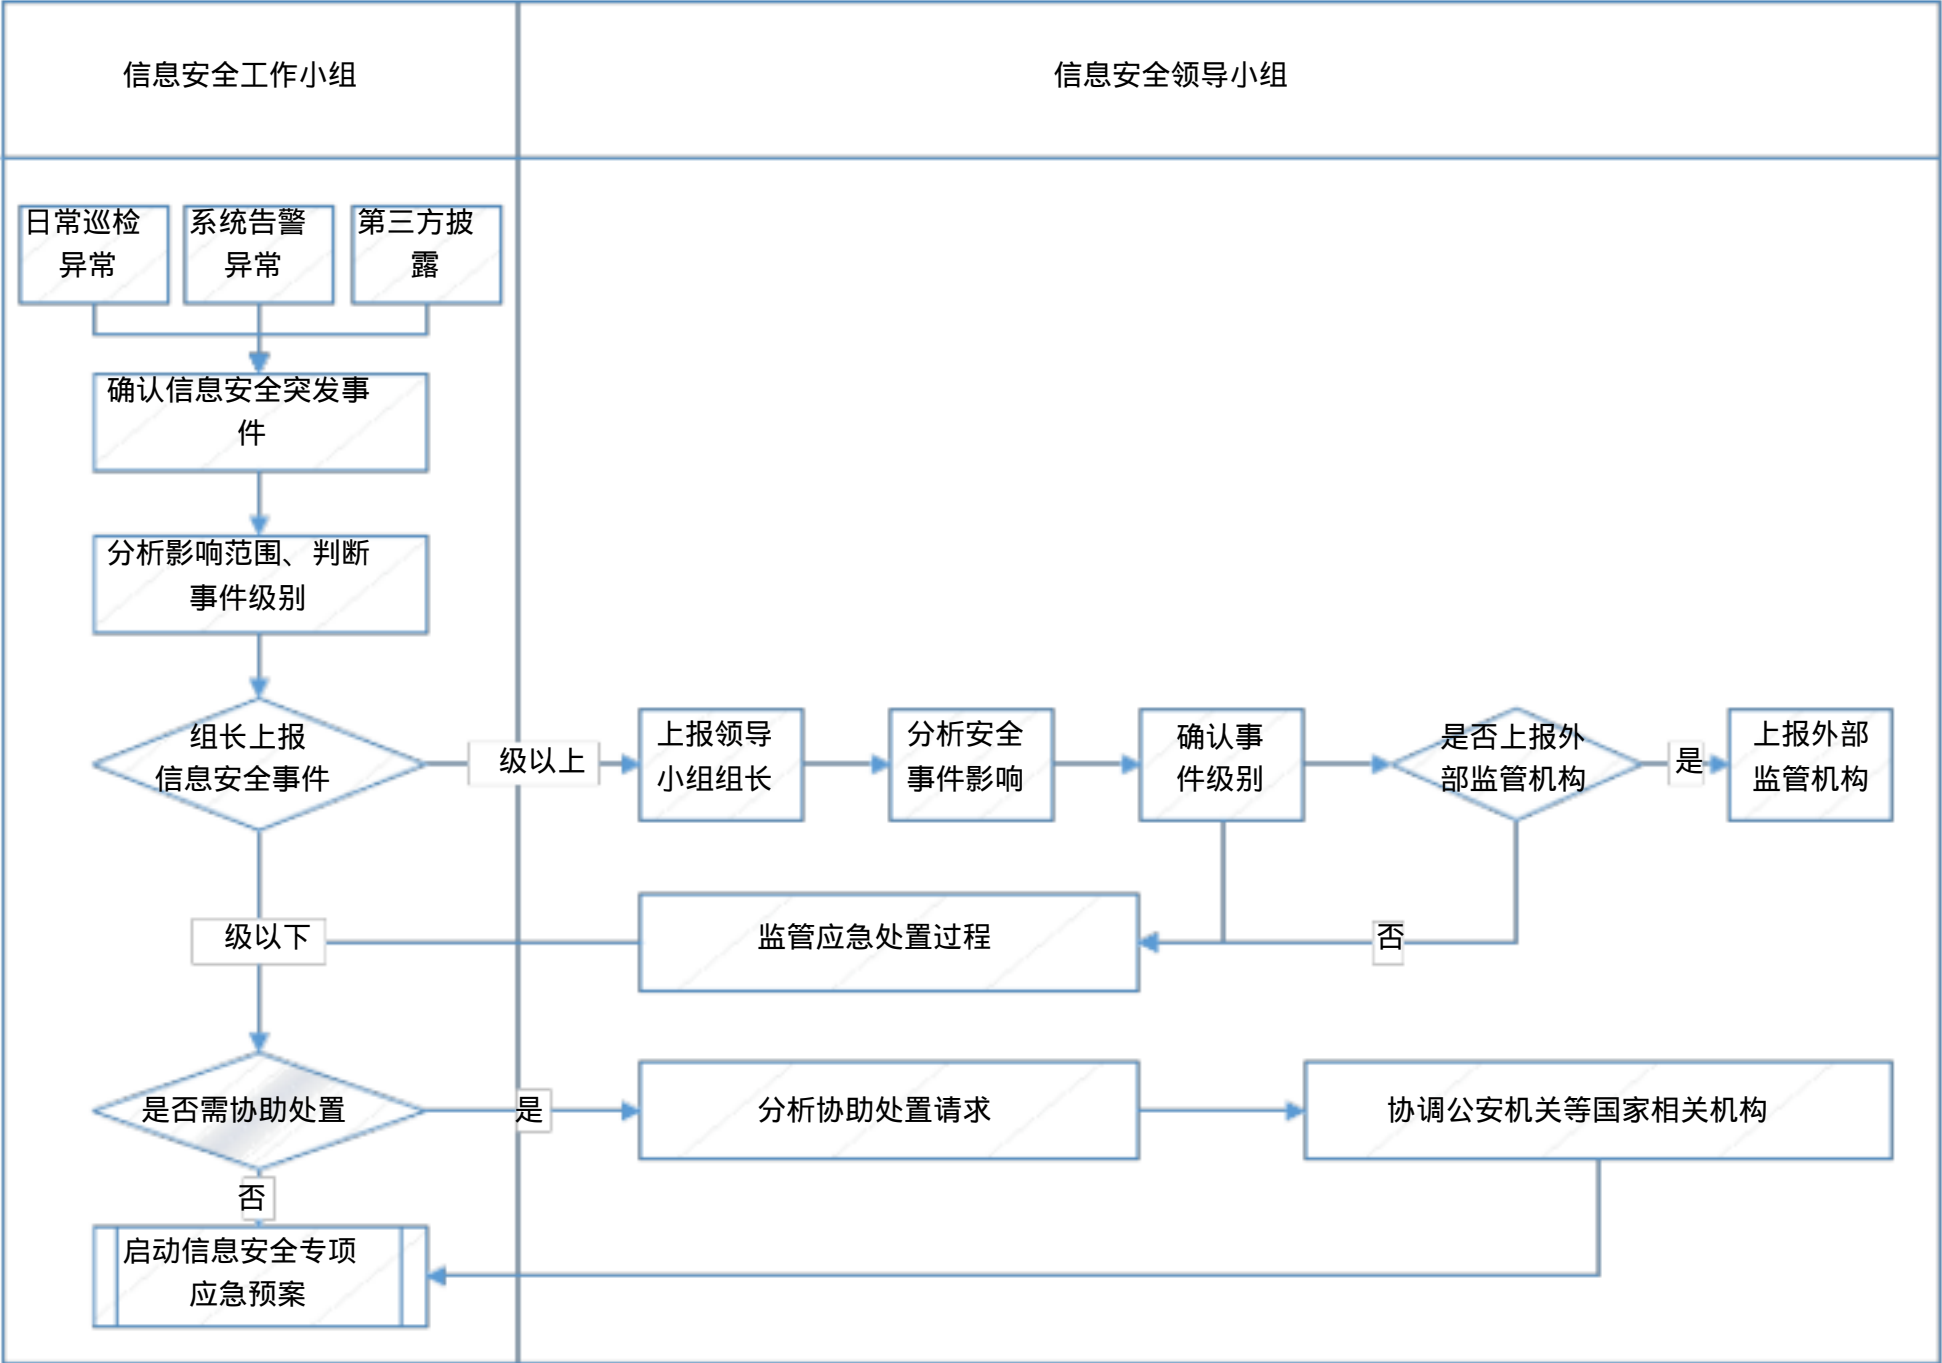 信息安全工作小组
信息安全领导小组
日常巡检
异常
系统告警
异常
第三方披
露
确认信息安全突发事
件
分析影响范围、判断
事件级别
组长上报
信息安全事件
级以上
上报领导
小组组长
分析安全
事件影响
确认事
件级别
是否上报外
部监管机构
是
上报外部
监管机构
级以下
监管应急处置过程
否
是否需协助处置
是
分析协助处置请求
协调公安机关等国家相关机构
否
启动信息安全专项
应急预案